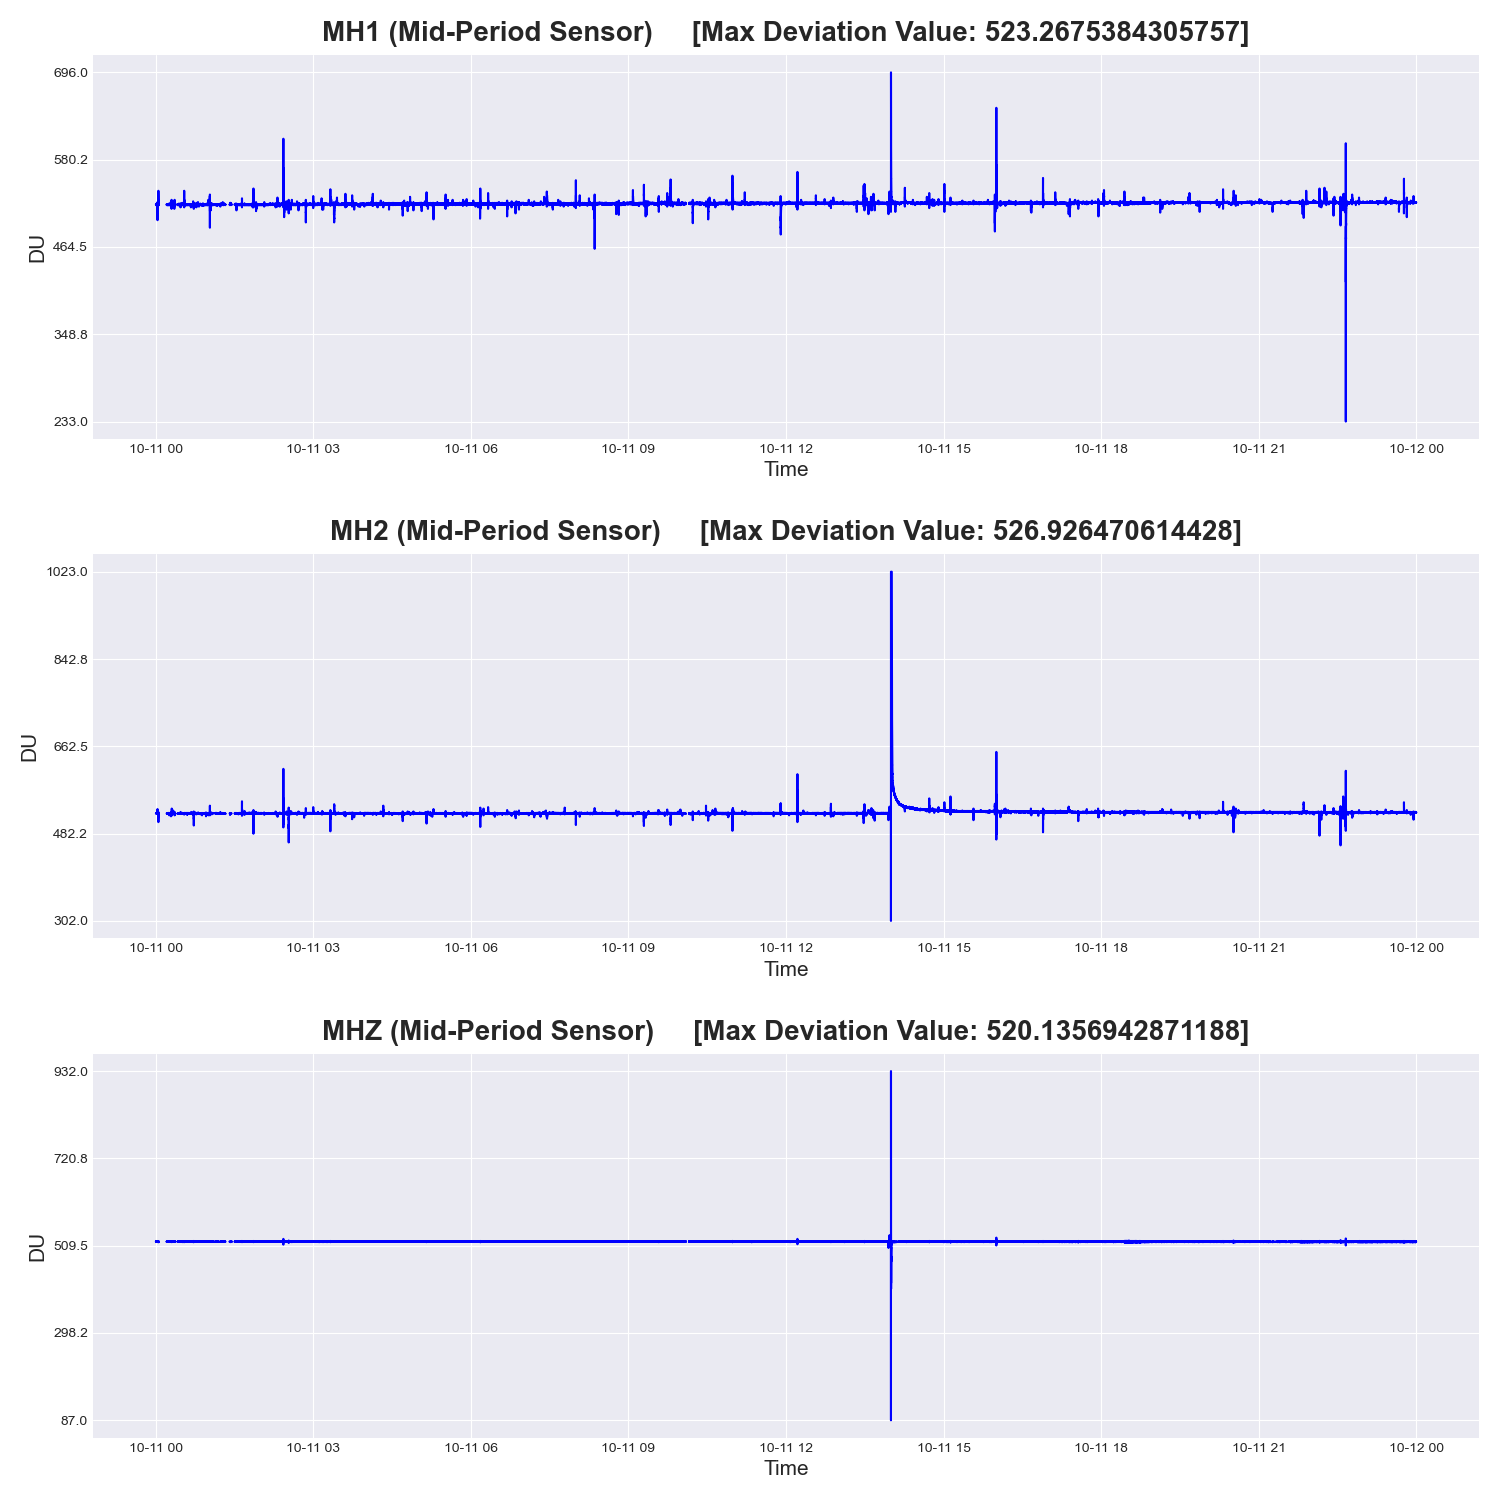 MH1 (Mid-Period Sensor) [Max Deviation Value: 523.2675384305757]
696.0
580.2
464.5
348.8
233.0
DU
10-11 00 10-11 03 10-11 06 10-11 09 10-11 12 10-11 15 10-11 18 10-11 21 10-12 00
Time
MH2 (Mid-Period Sensor) [Max Deviation Value: 526.926470614428]
1023.0
842.8
662.5
482.2
302.0
DU
10-11 00 10-11 03 10-11 06 10-11 09 10-11 12 10-11 15 10-11 18 10-11 21 10-12 00
Time
MHZ (Mid-Period Sensor) [Max Deviation Value: 520.1356942871188]
932.0
720.8
509.5
298.2
87.0
DU
10-11 00 10-11 03 10-11 06 10-11 09 10-11 12 10-11 15 10-11 18 10-11 21 10-12 00
Time